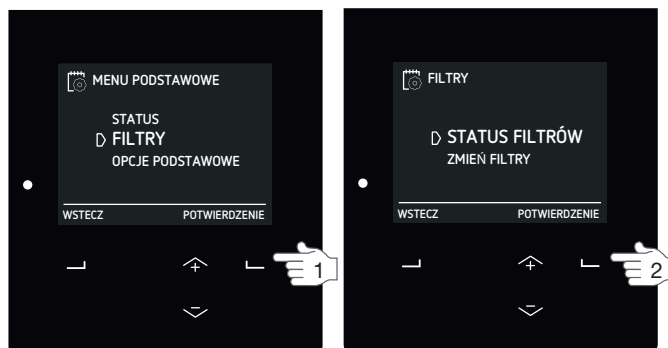 MENU PODSTAWOWE
STATUS
FILTRY
OPCJE PODSTAWOWE
WSTECZ POTWIERDZENIE
1
FILTRY
STATUS FILTRÓW
ZMIEŃ FILTRY
WSTECZ POTWIERDZENIE
2